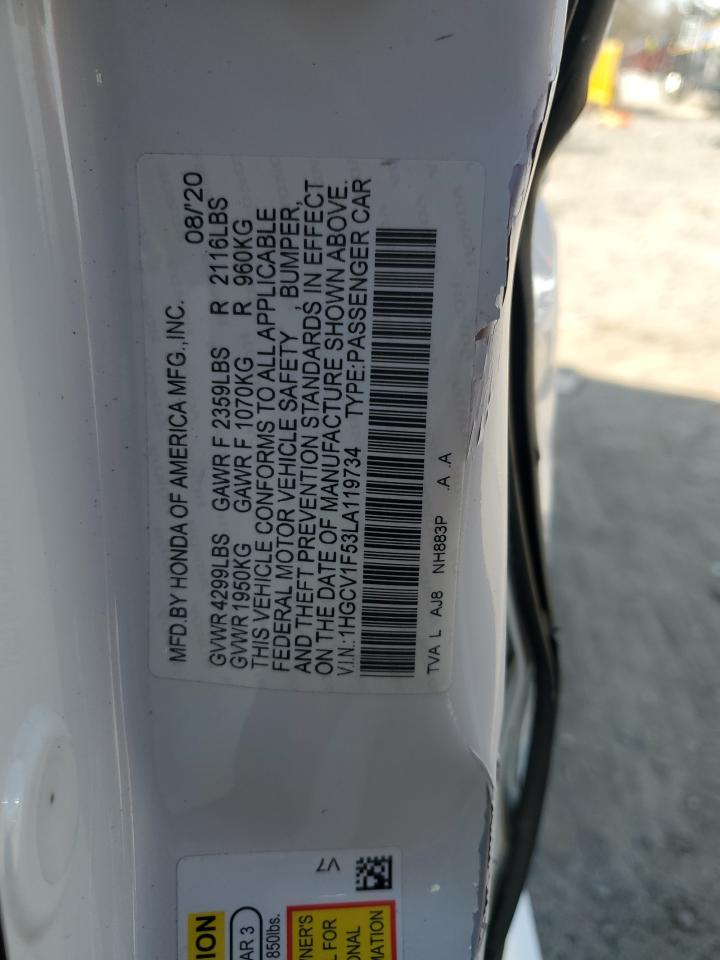 MFD.BY HONDA OF AMERICA MFG.,INC. 08/'20
GVWR 4299LBS GAWR F 2359LBS R 2116LBS
GVWR 1950KG GAWR F 1070KG R 960KG
THIS VEHICLE CONFORMS TO ALL APPLICABLE
FEDERAL MOTOR VEHICLE SAFETY , BUMPER,
AND THEFT PREVENTION STANDARDS IN EFFECT
ON THE DATE OF MANUFACTURE SHOWN ABOVE.
V.I.N.:1HGCV1F53LA119734 TYPE:PASSENGER CAR
TVA L AJ8 NH883P .A .A
V7
850lbs.
L FOR